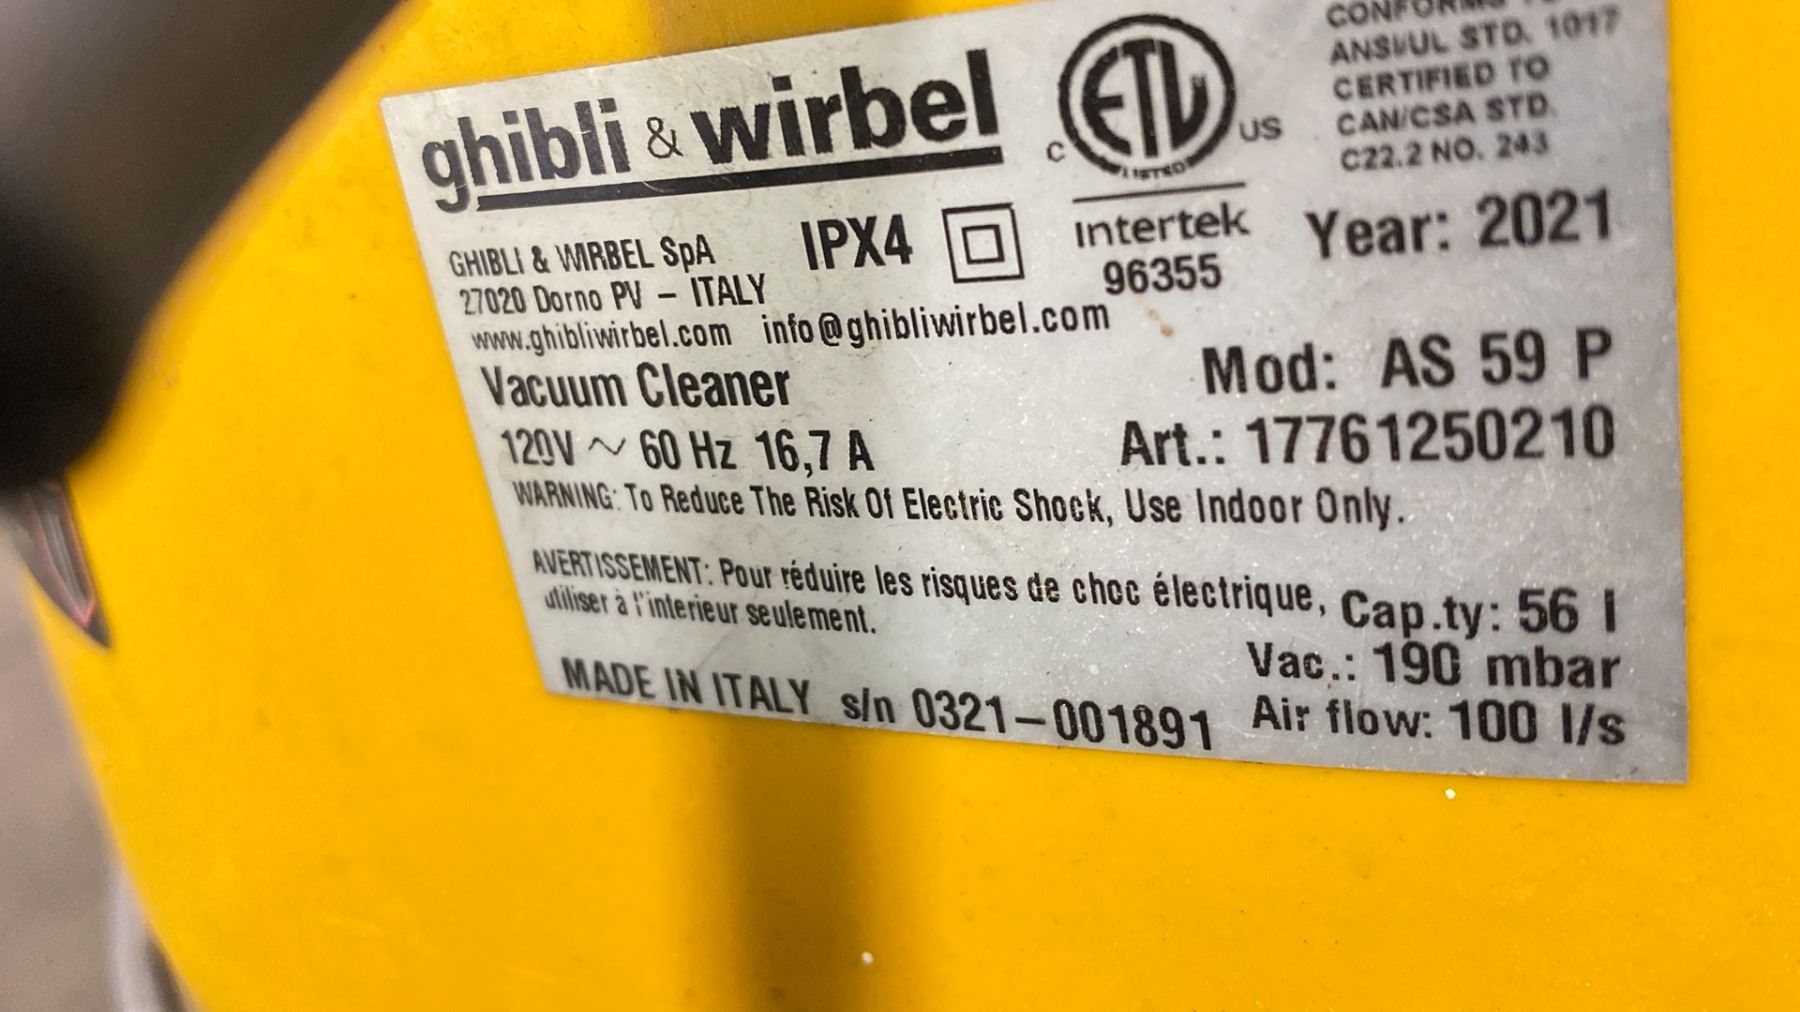 ghibli & wirbel
C ETL US
LISTED
Intertek
96355
CONFORMS
ANSI/UL STD. 1017
CERTIFIED TO
CAN/CSA STD.
C22.2 NO. 243
GHIBLI & WIRBEL SpA
27020 Dorno PV – ITALY
IPX4
Year: 2021
www.ghibliwirbel.com info@ghibliwirbel.com
Vacuum Cleaner
Mod: AS 59 P
120V ~ 60 Hz 16,7 A
Art.: 17761250210
WARNING: To Reduce The Risk Of Electric Shock, Use Indoor Only.
AVERTISSEMENT: Pour réduire les risques de choc électrique,
utiliser à l'interieur seulement.
Cap.ty: 56 l
Vac.: 190 mbar
Air flow: 100 l/s
MADE IN ITALY s/n 0321–001891